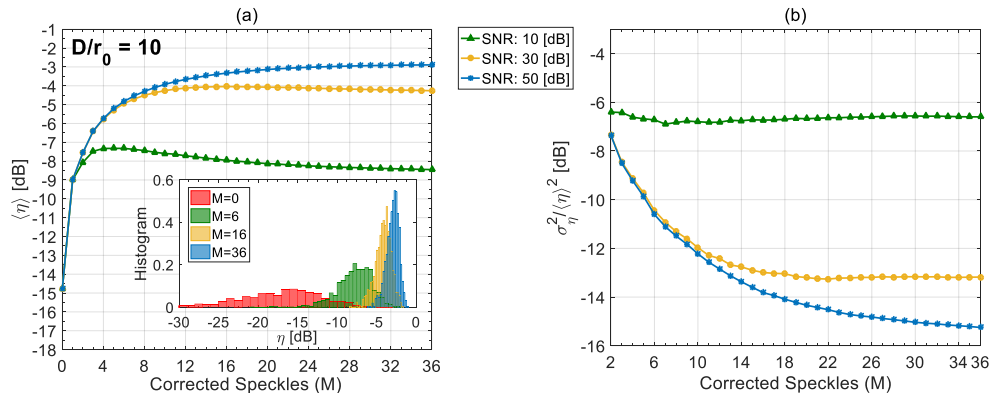 (a)
D/r0 = 10
⟨η⟩ [dB]
-1
-2
-3
-4
-5
-6
-7
-8
-9
-10
-11
-12
-13
-14
-15
-16
-17
-18
0 4 8 12 16 20 24 28 32 36
Corrected Speckles (M)
Histogram
0.6
0.4
0.2
0
M=0
M=6
M=16
M=36
-30 -25 -20 -15 -10 -5 0
η [dB]
SNR: 10 [dB]
SNR: 30 [dB]
SNR: 50 [dB]
(b)
σ²η/⟨η⟩² [dB]
-4
-6
-8
-10
-12
-14
-16
2 6 10 14 18 22 26 30 34 36
Corrected Speckles (M)